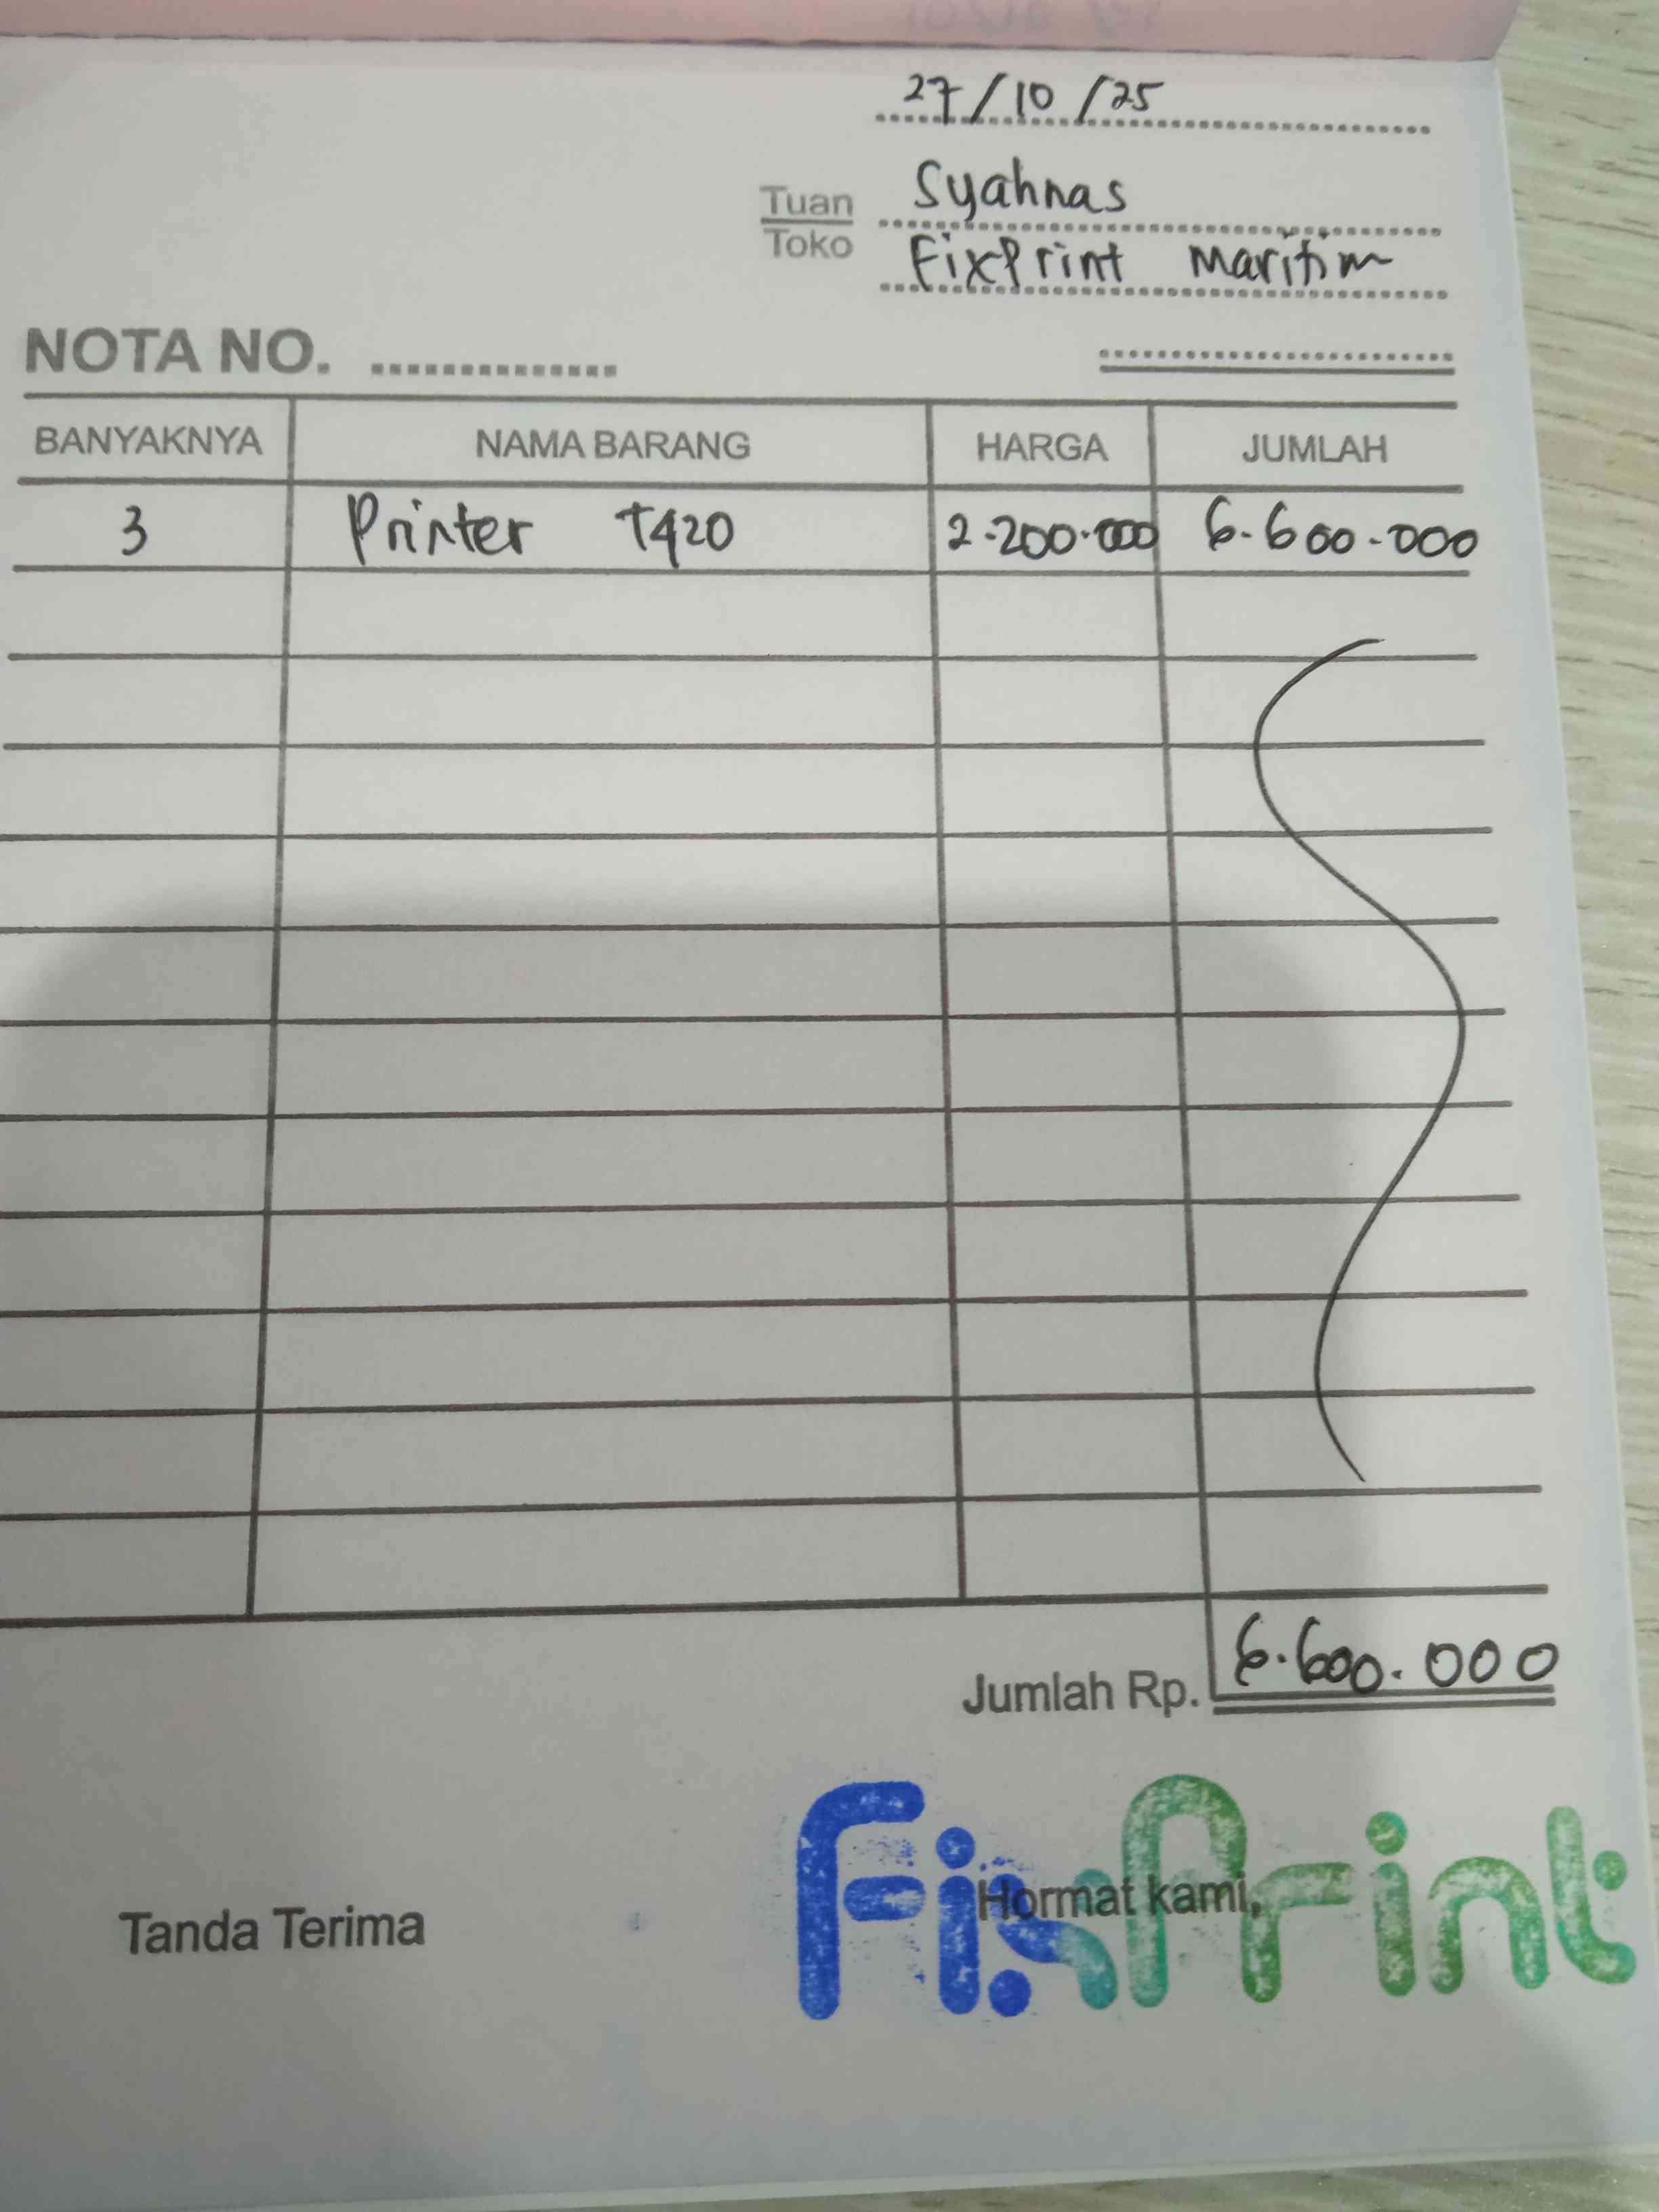 27/10/25
Tuan Syahnas
Toko FixPrint Maritim
NOTA NO.
BANYAKNYA NAMA BARANG HARGA JUMLAH
3 Printer T420 2.200.000 6.600.000
Jumlah Rp. 6.600.000
Tanda Terima Hormat kami,
FixPrint